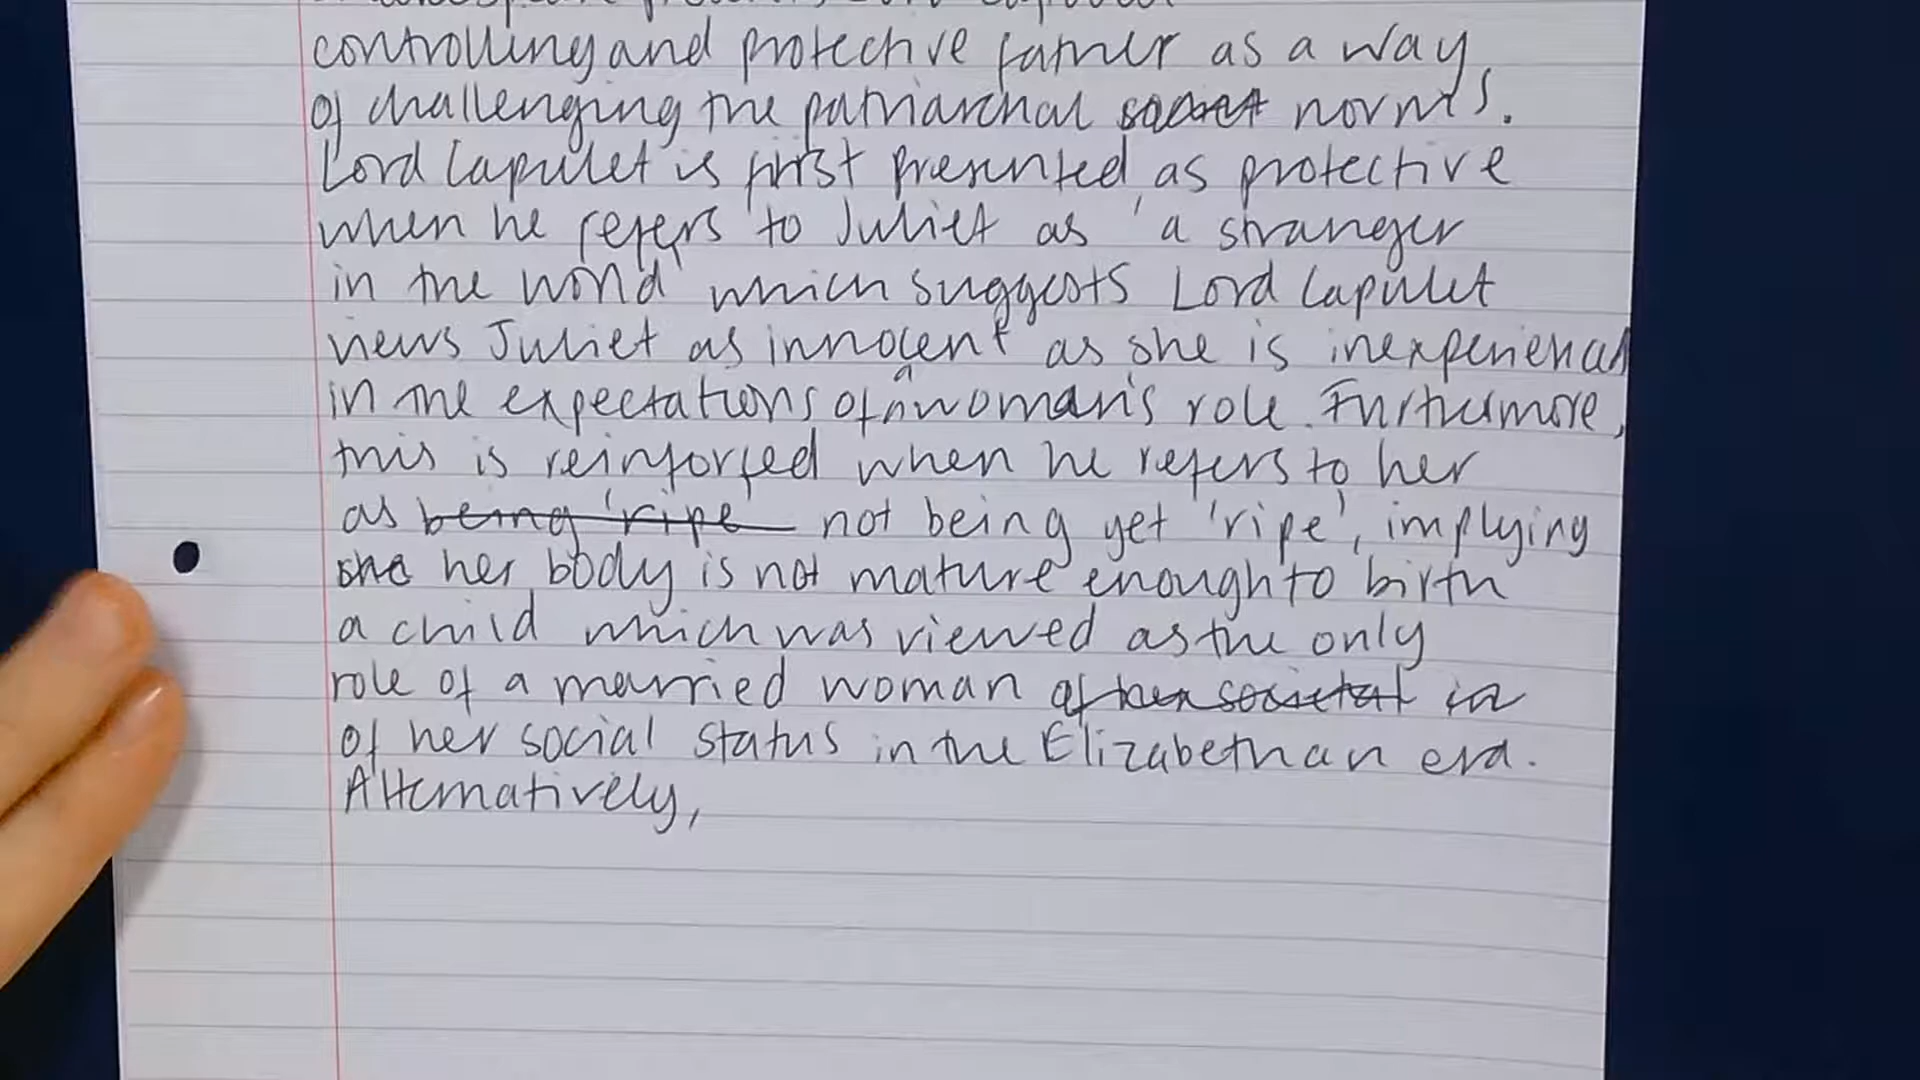 controlling and protective father as a way
of challenging the patriarchal norms.
Lord Capulet is first presented as protective
when he refers to Juliet as 'a stranger
in the world' which suggests Lord Capulet
views Juliet as innocent as she is inexperienced
in the expectations of a woman's role. Furthermore,
this is reinforced when he refers to her
as being 'ripe' not being yet 'ripe', implying
she her body is not mature enough to birth
a child which was viewed as the only
role of a married woman of her societal in
of her social status in the Elizabethan era.
Alternatively,